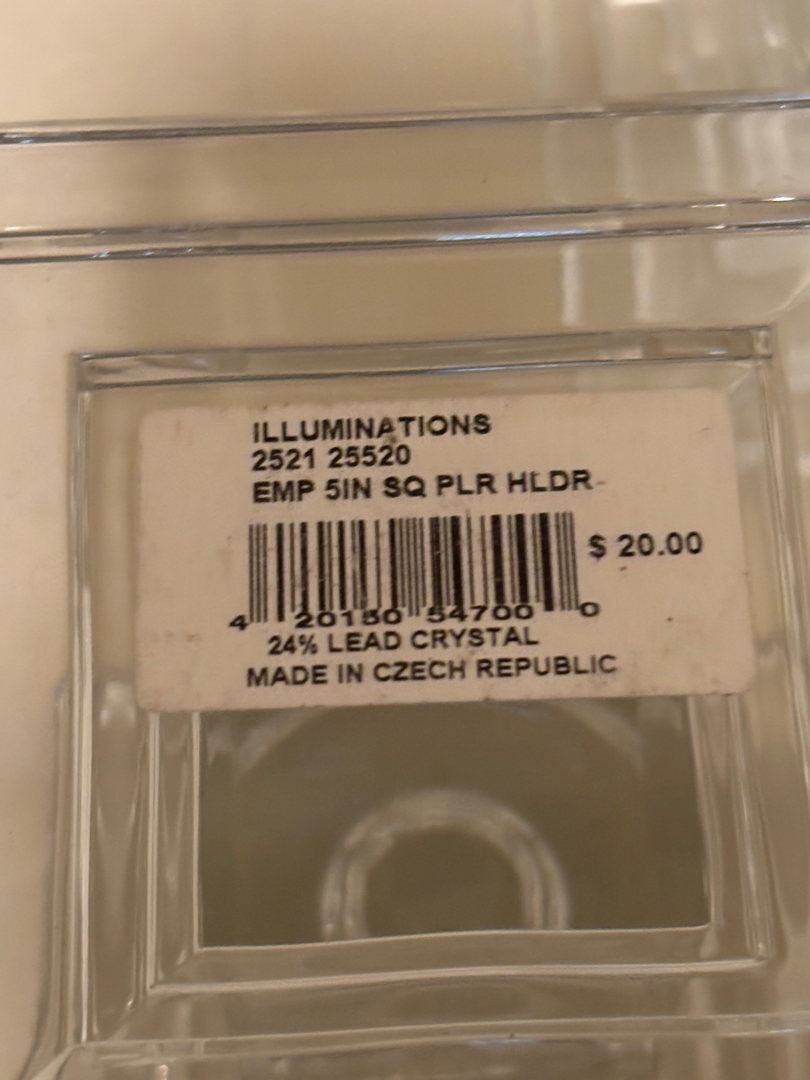 ILLUMINATIONS
2521 25520
EMP 5IN SQ PLR HLDR
$ 20.00
4 20150 54700 0
24% LEAD CRYSTAL
MADE IN CZECH REPUBLIC